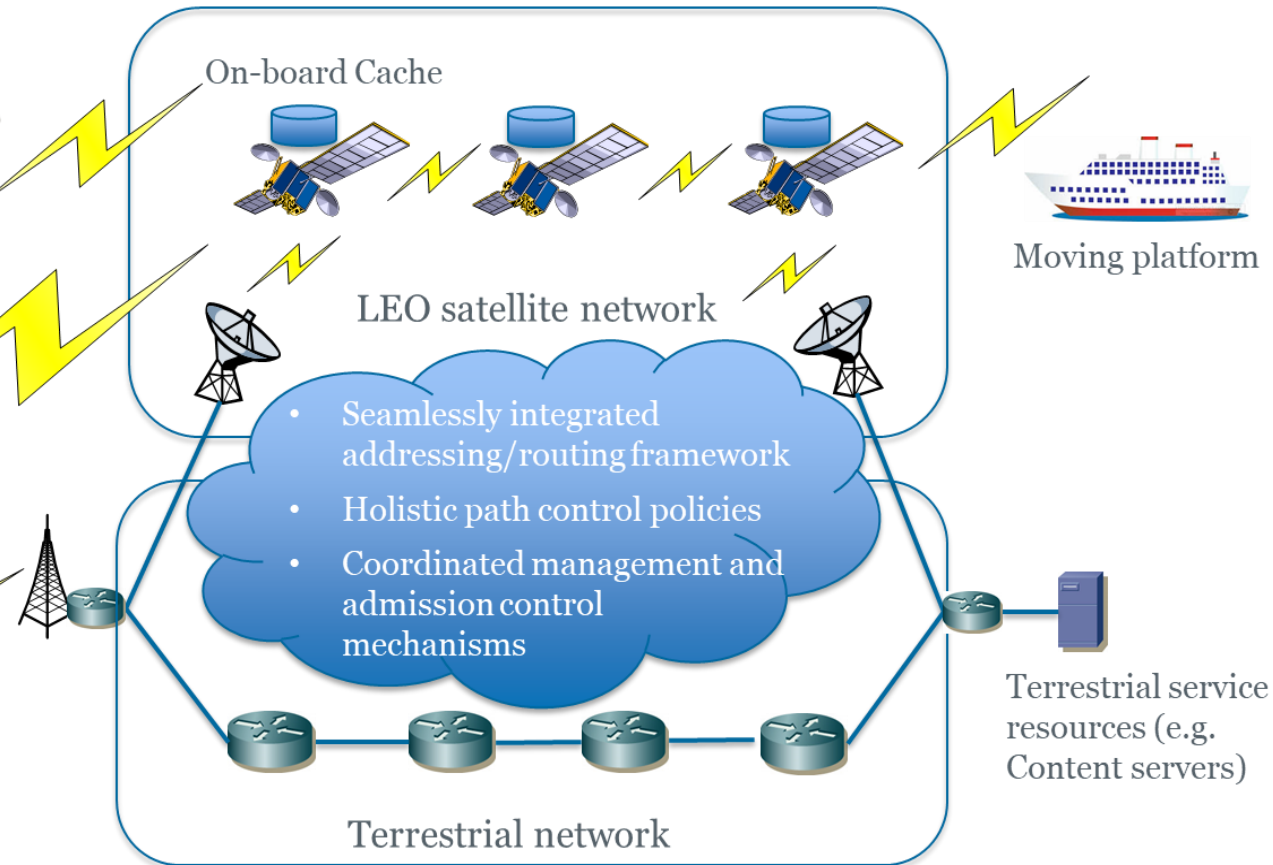 On-board Cache
Moving platform
LEO satellite network
• Seamlessly integrated
addressing/routing framework
• Holistic path control policies
• Coordinated management and
admission control
mechanisms
Terrestrial service
resources (e.g.
Content servers)
Terrestrial network